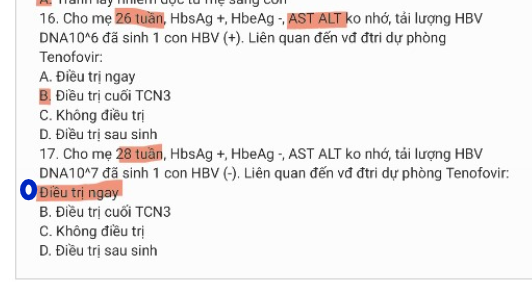 A. Tránh lây nhiễm dọc từ mẹ sang con
16. Cho mẹ 26 tuần, HbsAg +, HbeAg -, AST ALT ko nhớ, tải lượng HBV
DNA10^6 đã sinh 1 con HBV (+). Liên quan đến vđ đtri dự phòng
Tenofovir:
A. Điều trị ngay
B. Điều trị cuối TCN3
C. Không điều trị
D. Điều trị sau sinh
17. Cho mẹ 28 tuần, HbsAg +, HbeAg -, AST ALT ko nhớ, tải lượng HBV
DNA10^7 đã sinh 1 con HBV (-). Liên quan đến vđ đtri dự phòng Tenofovir:
Điều trị ngay
B. Điều trị cuối TCN3
C. Không điều trị
D. Điều trị sau sinh